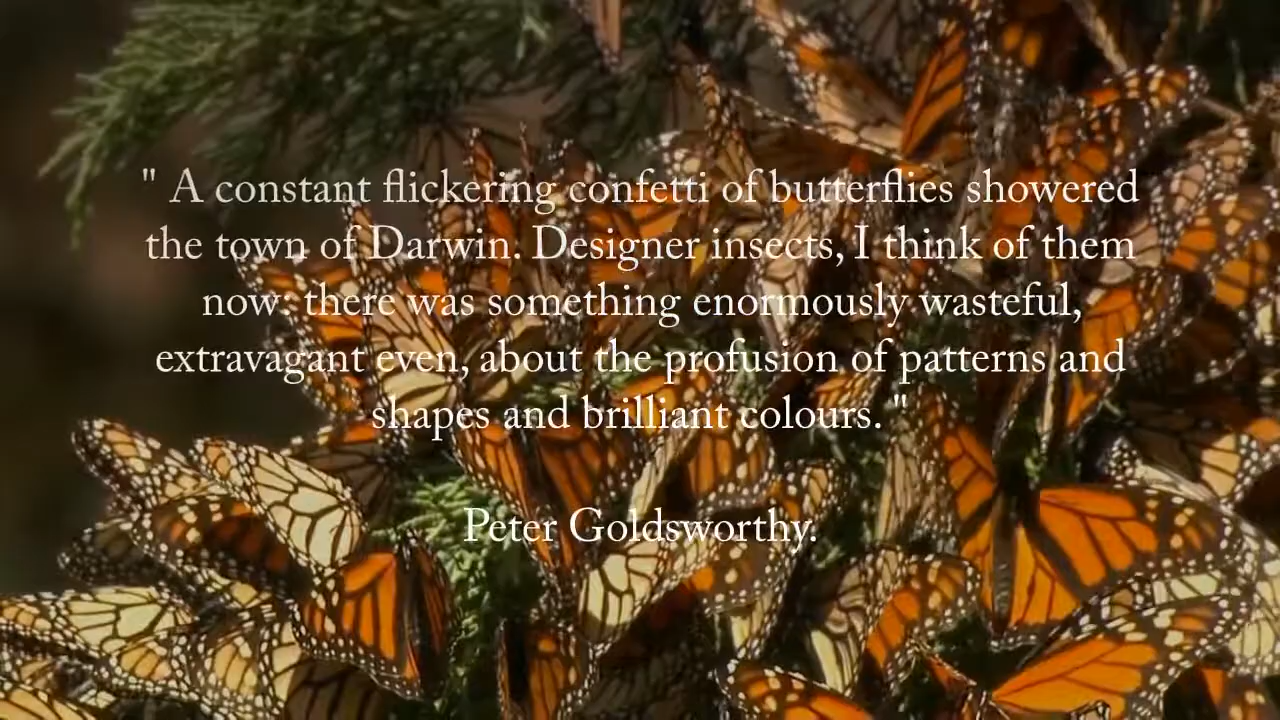 " A constant flickering confetti of butterflies showered
the town of Darwin. Designer insects, I think of them
now: there was something enormously wasteful,
extravagant even, about the profusion of patterns and
shapes and brilliant colours. "
Peter Goldsworthy.